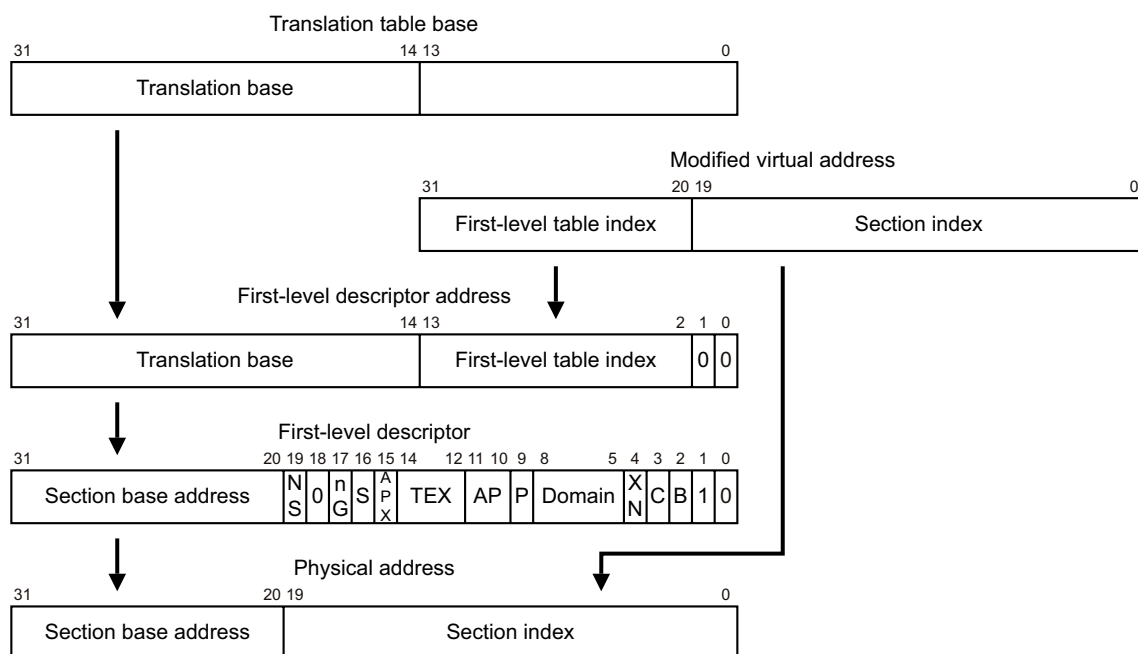 Translation table base
31 14 13 0
Translation base
Modified virtual address
31 20 19 0
First-level table index Section index
First-level descriptor address
31 14 13 2 1 0
Translation base First-level table index 0 0
First-level descriptor
31 20 19 18 17 16 15 14 12 11 10 9 8 5 4 3 2 1 0
Section base address NS 0 nG S APX TEX AP P Domain XN C B 1 0
Physical address
31 20 19 0
Section base address Section index